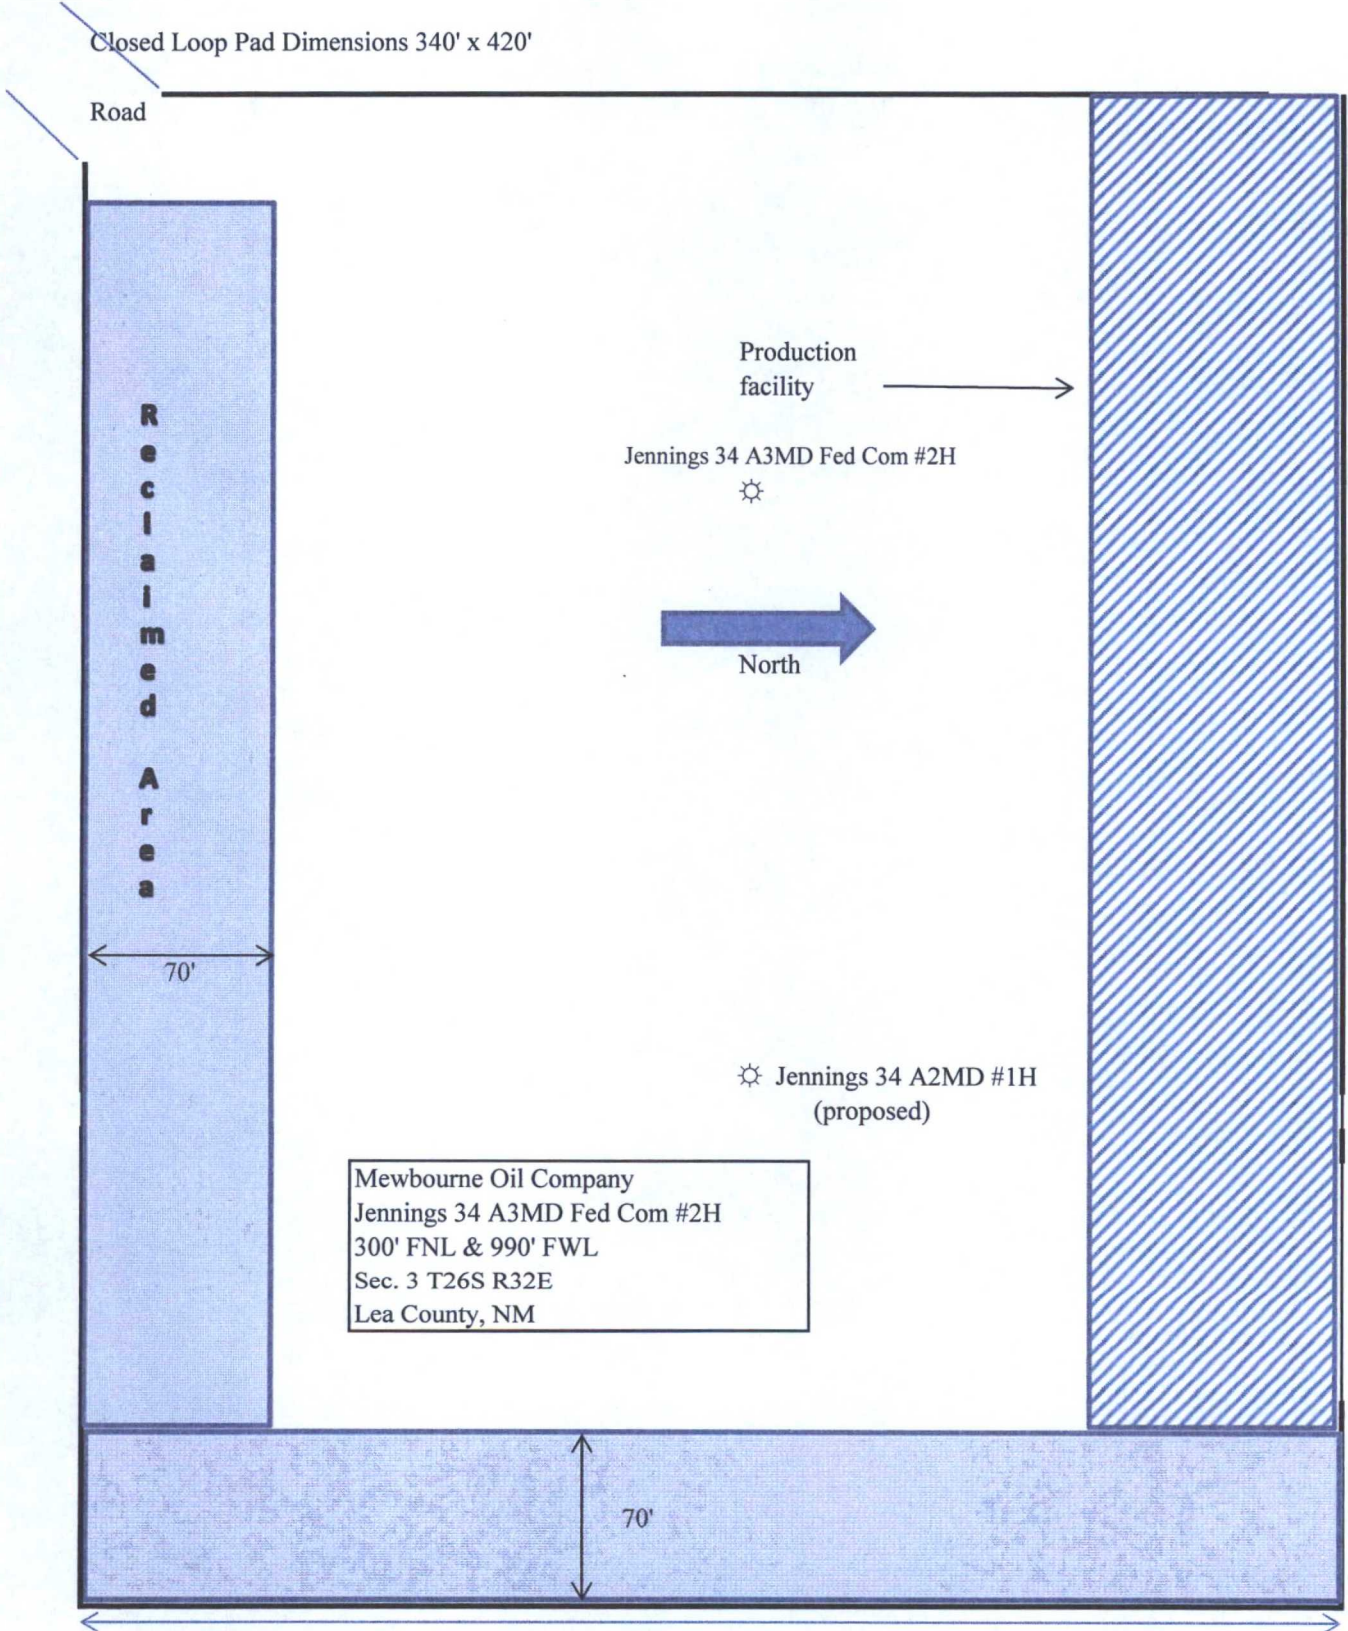 Closed Loop Pad Dimensions 340' x 420'
Road
Production
facility
Jennings 34 A3MD Fed Com #2H
North
Reclaimed Area
70'
Jennings 34 A2MD #1H
(proposed)
Mewbourne Oil Company
Jennings 34 A3MD Fed Com #2H
300' FNL & 990' FWL
Sec. 3 T26S R32E
Lea County, NM
70'